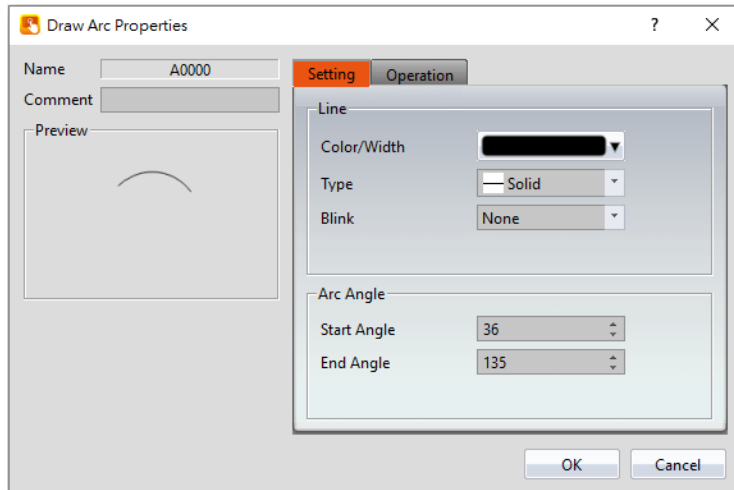 Draw Arc Properties ? ×
Name A0000
Comment
Preview
Setting Operation
Line
Color/Width
Type Solid
Blink None
Arc Angle
Start Angle 36
End Angle 135
OK Cancel